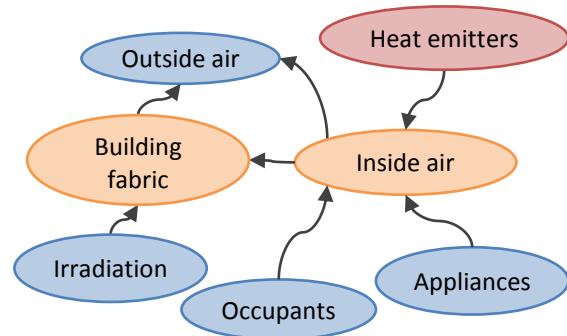 Heat emitters
Outside air
Building
fabric
Inside air
Irradiation
Occupants
Appliances